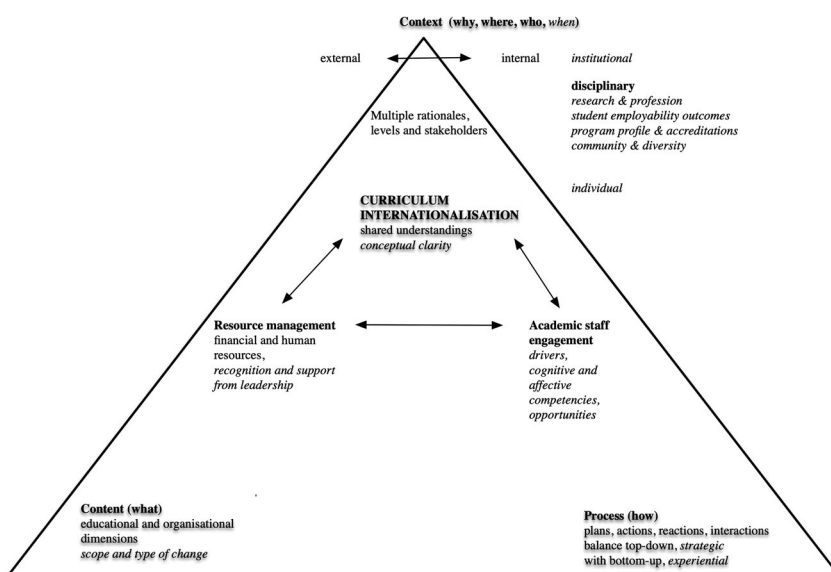 Context (why, where, who, when)
external
internal
institutional
disciplinary
research & profession
student employability outcomes
program profile & accreditations
community & diversity
individual
Multiple rationales,
levels and stakeholders
CURRICULUM
INTERNATIONALISATION
shared understandings
conceptual clarity
Resource management
financial and human
resources,
recognition and support
from leadership
Academic staff
engagement
drivers,
cognitive and
affective
competencies,
opportunities
Content (what)
educational and organisational
dimensions
scope and type of change
Process (how)
plans, actions, reactions, interactions
balance top-down, strategic
with bottom-up, experiential